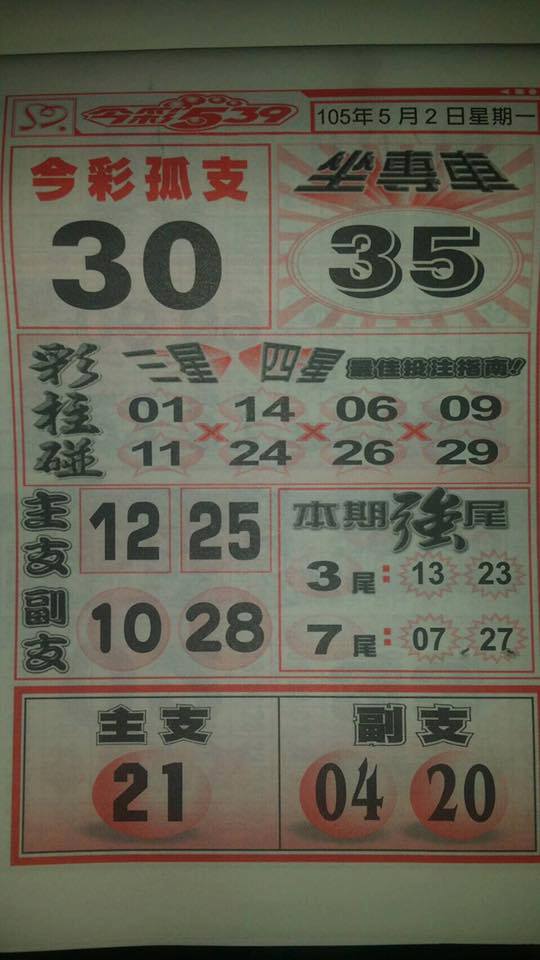 今彩539
105年5月2日星期一
今彩孤支
30
專車
35
彩柱碰
三星 四星 最佳投注指南!!
01 14 06 09
× × ×
11 24 26 29
主支
12 25
副支
10 28
本期強尾
3尾: 13 23
7尾: 07 27
主支
21
副支
04 20